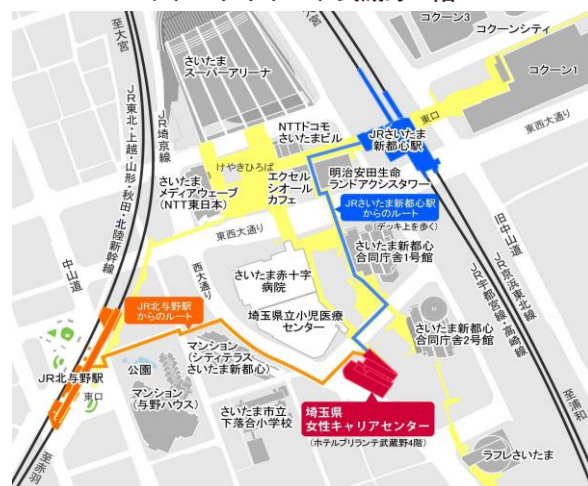 至大宮
コクーン3
コクーンシティ
コクーン1
さいたま
スーパーアリーナ
JR埼京線
JR東北・上越・山形・秋田・北陸新幹線
東口
東西大通り
NTTドコモ
さいたまビル
JRさいたま
新都心駅
けやきひろば
さいたま
メディアウェーブ
(NTT東日本)
エクセル
シオール
カフェ
明治安田生命
ランドアクシスタワー
JRさいたま新都心駅
からのルート
(デッキ上を歩く)
旧中山道
中山道
東西大通り
西大通り
さいたま赤十字
病院
さいたま新都心
合同庁舎1号館
JR京浜東北線
JR宇都宮線・高崎線
埼玉県立小児医療
センター
さいたま新都心
合同庁舎2号館
JR北与野駅
からのルート
JR北与野駅
東口
公園
マンション
(シティテラス
さいたま新都心)
マンション
(与野ハウス)
さいたま市立
下落合小学校
埼玉県
女性キャリアセンター
(ホテルブリランテ武蔵野4階)
ラフレさいたま
至浦和
至赤羽